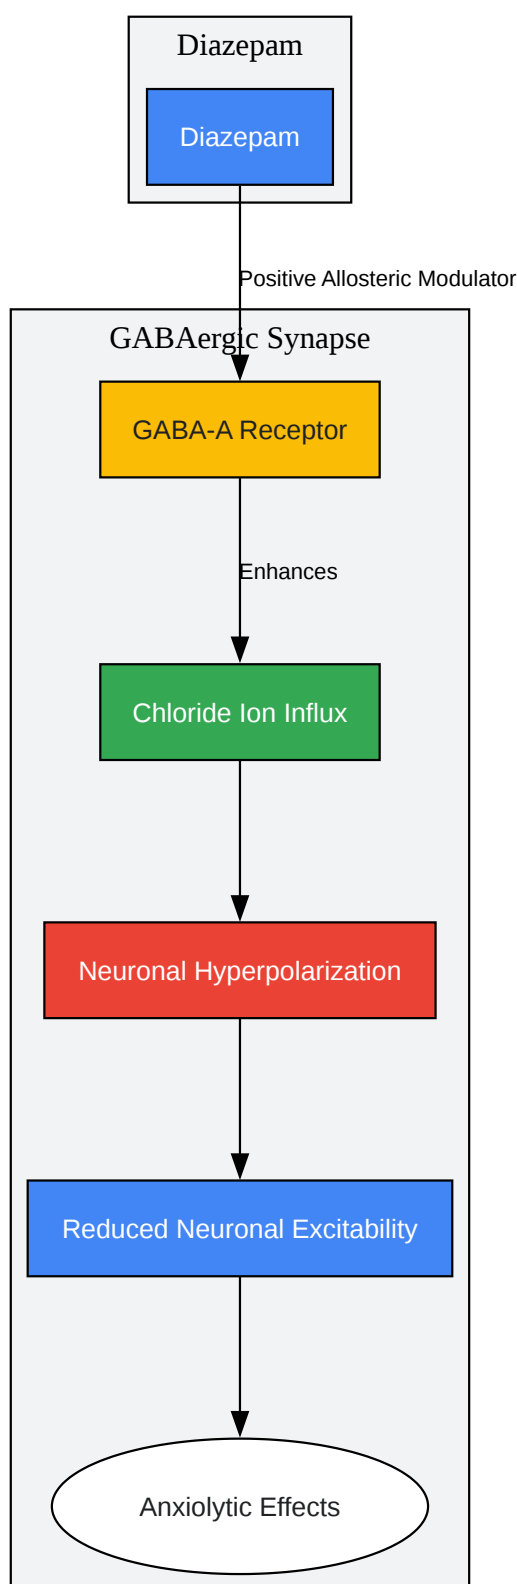 Diazepam
Diazepam
Positive Allosteric Modulator
GABAergic Synapse
GABA-A Receptor
Enhances
Chloride Ion Influx
Neuronal Hyperpolarization
Reduced Neuronal Excitability
Anxiolytic Effects